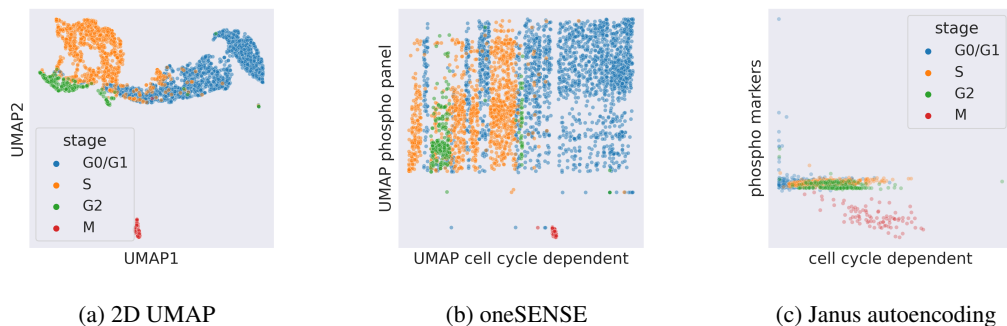 UMAP2
stage
G0/G1
S
G2
M
UMAP1
(a) 2D UMAP
UMAP phospho panel
UMAP cell cycle dependent
(b) oneSENSE
phospho markers
stage
G0/G1
S
G2
M
cell cycle dependent
(c) Janus autoencoding